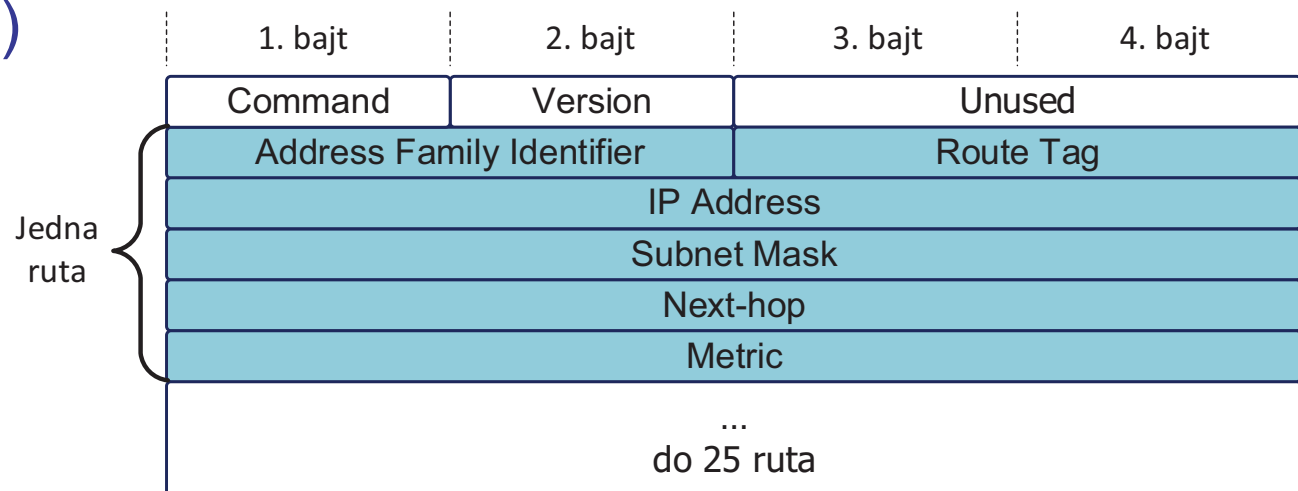 )
1. bajt 2. bajt 3. bajt 4. bajt
Command Version Unused
Address Family Identifier Route Tag
IP Address
Subnet Mask
Next-hop
Metric
Jedna
ruta
...
do 25 ruta